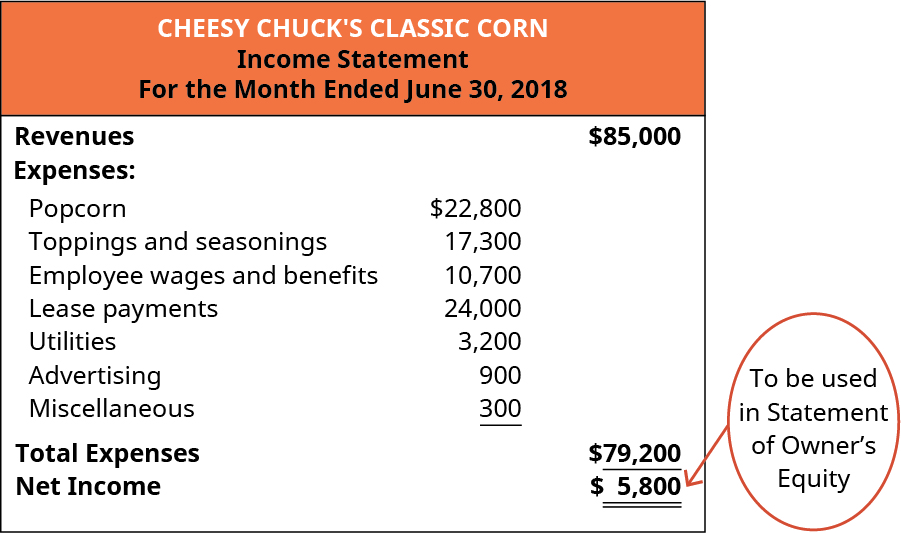 CHEESY CHUCK'S CLASSIC CORN
Income Statement
For the Month Ended June 30, 2018
Revenues $85,000
Expenses:
Popcorn $22,800
Toppings and seasonings 17,300
Employee wages and benefits 10,700
Lease payments 24,000
Utilities 3,200
Advertising 900
Miscellaneous 300
Total Expenses $79,200
Net Income $ 5,800
To be used
in Statement
of Owner’s
Equity